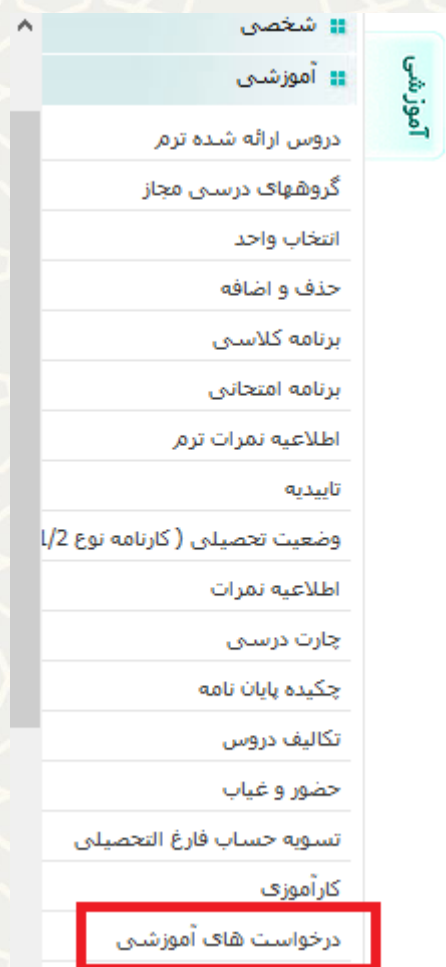 شخصی
آموزشی
آموزشی
دروس ارائه شده ترم
گروههای درسی مجاز
انتخاب واحد
حذف و اضافه
برنامه کلاسی
برنامه امتحانی
اطلاعیه نمرات ترم
تاییدیه
وضعیت تحصیلی ( کارنامه نوع 1/2
اطلاعیه نمرات
چارت درسی
چکیده پایان نامه
تکالیف دروس
حضور و غیاب
تسویه حساب فارغ التحصیلی
کارآموزی
درخواست های آموزشی